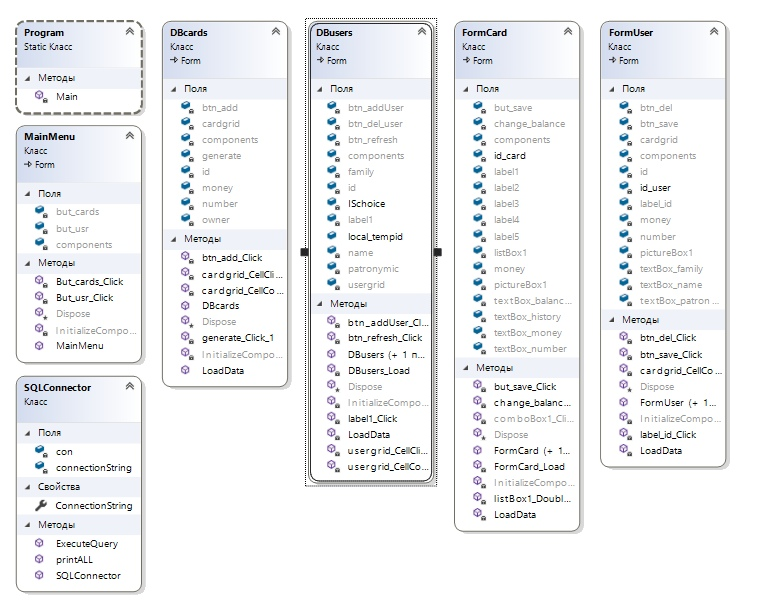 Program
Static Класс
Методы
Main
MainMenu
Класс
Form
Поля
but_cards
but_usr
components
Методы
But_cards_Click
But_usr_Click
Dispose
InitializeCompo...
MainMenu
SQLConnector
Класс
Поля
con
connectionString
Свойства
ConnectionString
Методы
ExecuteQuery
printALL
SQLConnector
DBcards
Класс
Form
Поля
btn_add
cardgrid
components
generate
id
money
number
owner
Методы
btn_add_Click
cardgrid_CellCli...
cardgrid_CellCo...
DBcards
Dispose
generate_Click_1
InitializeCompo...
LoadData
DBusers
Класс
Form
Поля
btn_addUser
btn_del_user
btn_refresh
components
family
id
ISchoice
label1
local_tempid
name
patronymic
usergrid
Методы
btn_addUser_Cl...
btn_refresh_Click
DBusers (+ 1 п...
DBusers_Load
Dispose
InitializeCompo...
label1_Click
LoadData
usergrid_CellCli...
usergrid_CellCo...
FormCard
Класс
Form
Поля
but_save
change_balance
components
id_card
label1
label2
label3
label4
label5
listBox1
money
pictureBox1
textBox_balanc...
textBox_history
textBox_money
textBox_number
Методы
but_save_Click
change_balanc...
comboBox1_Cli...
Dispose
FormCard (+ 1...
FormCard_Load
InitializeCompo...
listBox1_Doubl...
LoadData
FormUser
Класс
Form
Поля
btn_del
btn_save
cardgrid
components
id
id_user
label_id
money
number
pictureBox1
textBox_family
textBox_name
textBox_patron...
Методы
btn_del_Click
btn_save_Click
cardgrid_CellCo...
Dispose
FormUser (+ 1...
InitializeCompo...
label_id_Click
LoadData